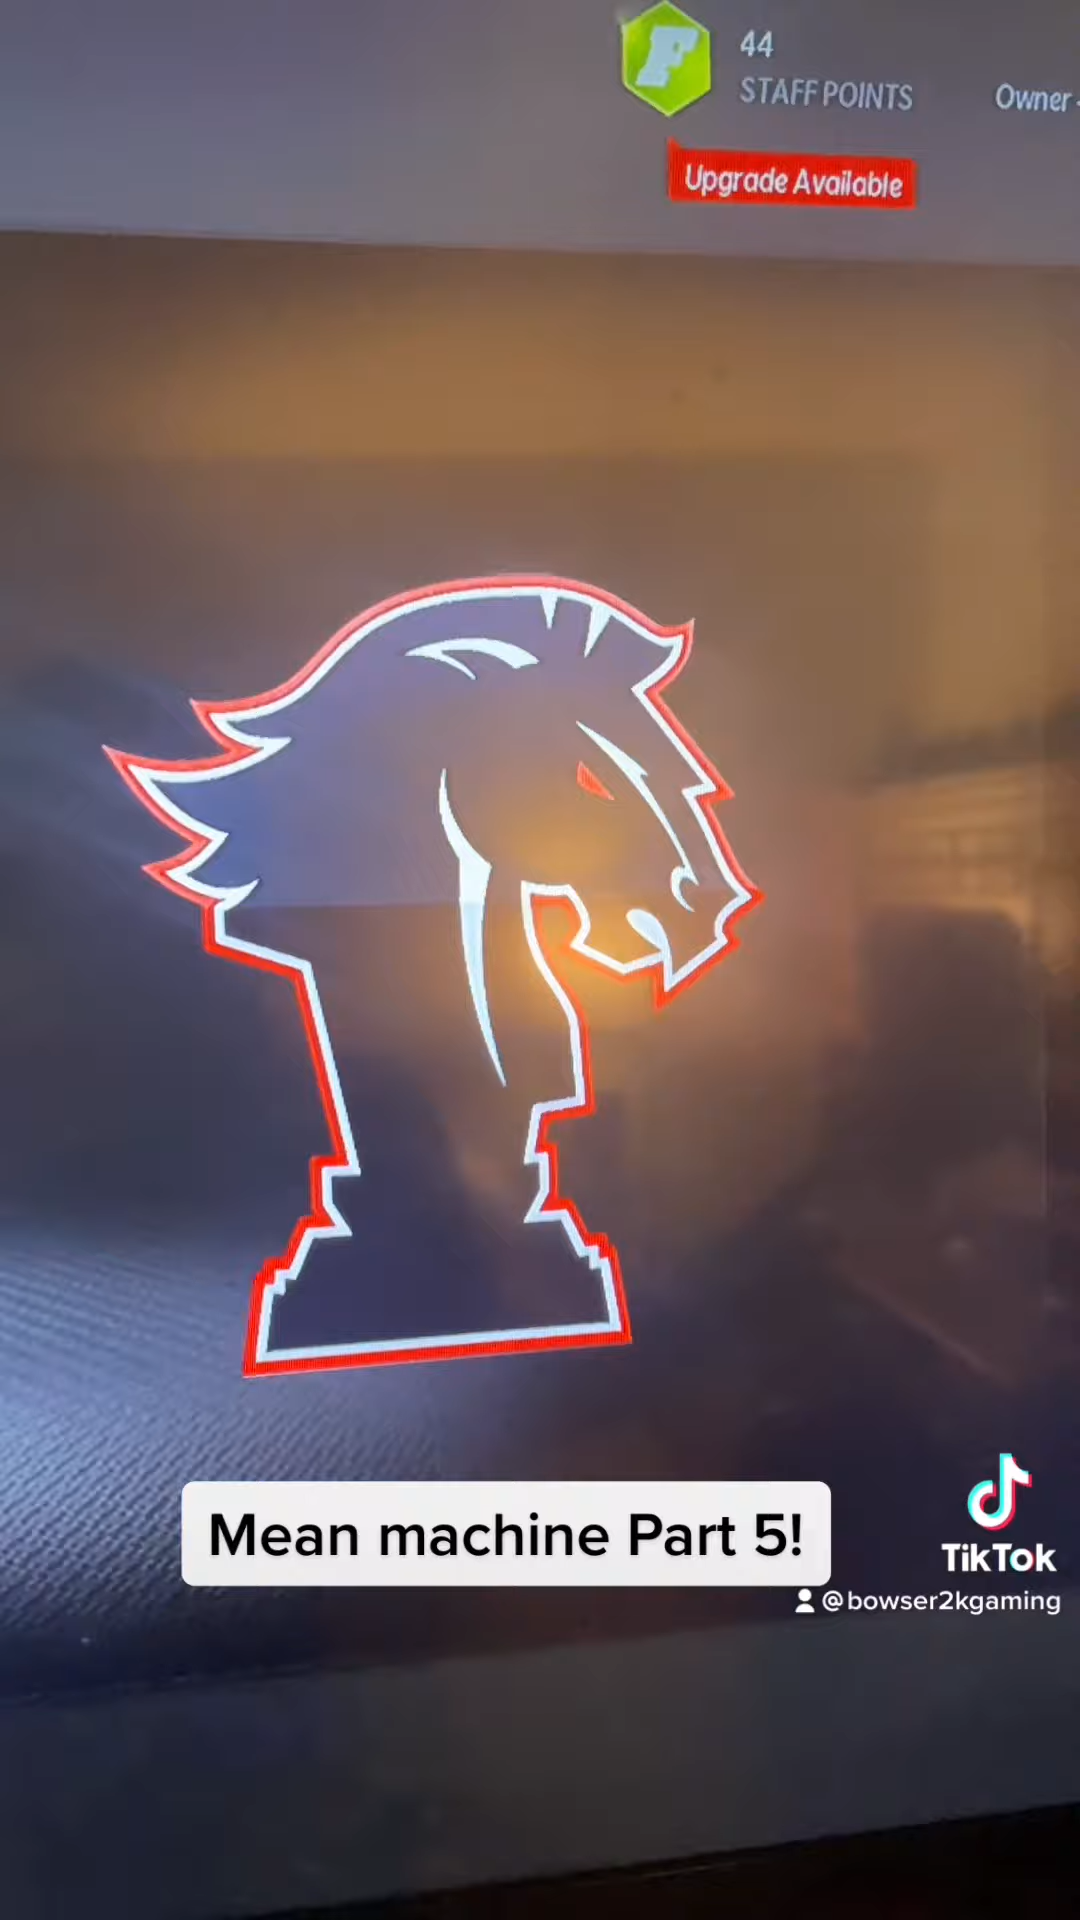 44
STAFF POINTS
Owner
Upgrade Available
Mean machine Part 5!
TikTok
@bowser2kgaming